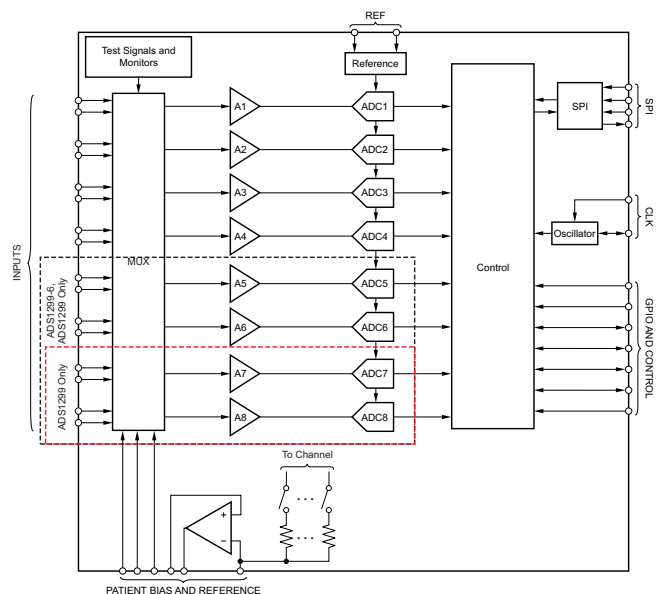 REF
Test Signals and
Monitors
Reference
A1
ADC1
A2
ADC2
A3
ADC3
A4
ADC4
MUX
A5
ADC5
A6
ADC6
A7
ADC7
A8
ADC8
Control
SPI
SPI
Oscillator
CLK
GPIO AND CONTROL
INPUTS
ADS1299-6,
ADS1299 Only
ADS1299 Only
To Channel
+
−
PATIENT BIAS AND REFERENCE